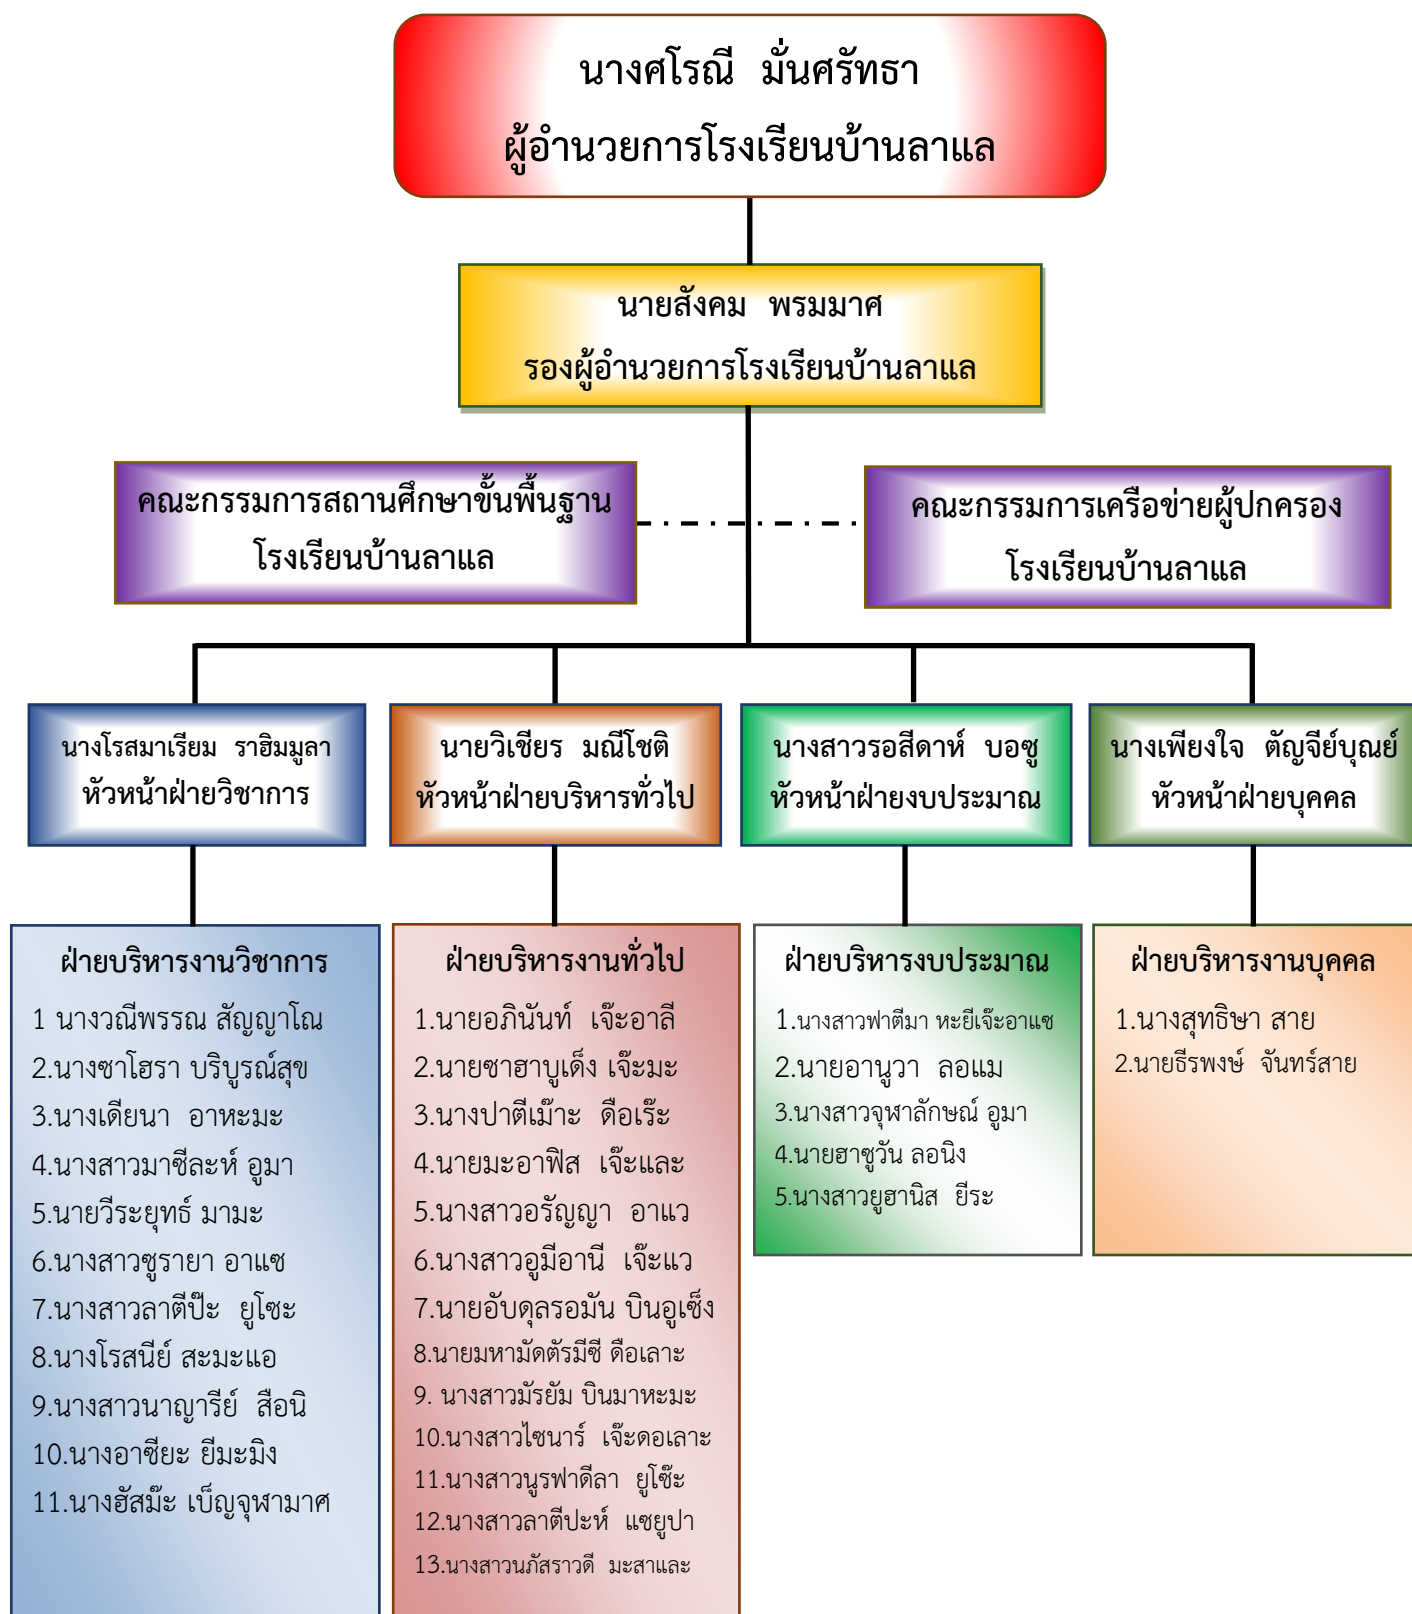 นางศโรณี มั่นศรัทธา
ผู้อำนวยการโรงเรียนบ้านลาแล
นายสังคม พรมมาศ
รองผู้อำนวยการโรงเรียนบ้านลาแล
คณะกรรมการสถานศึกษาขั้นพื้นฐาน
โรงเรียนบ้านลาแล
คณะกรรมการเครือข่ายผู้ปกครอง
โรงเรียนบ้านลาแล
นางโรสมาเรียม ราฮิมมูลา
หัวหน้าฝ่ายวิชาการ
นายวิเชียร มณีโชติ
หัวหน้าฝ่ายบริหารทั่วไป
นางสาวรอสีดาห์ บอซู
หัวหน้าฝ่ายงบประมาณ
นางเพียงใจ ตัญจีย์บุณย์
หัวหน้าฝ่ายบุคคล
ฝ่ายบริหารงานวิชาการ
1 นางวณีพรรณ สัญญาโณ
2.นางซาโฮรา บริบูรณ์สุข
3.นางเดียนา อาหะมะ
4.นางสาวมาซีละห์ อูมา
5.นายวีระยุทธ์ มามะ
6.นางสาวซูรายา อาแซ
7.นางสาวลาตีป๊ะ ยูโซะ
8.นางโรสนีย์ สะมะแอ
9.นางสาวนาญารีย์ สือนิ
10.นางอาซียะ ยีมะมิง
11.นางฮัสม๊ะ เบ็ญจุฬามาศ
ฝ่ายบริหารงานทั่วไป
1.นายอภินันท์ เจ๊ะอาลี
2.นายซาฮาบูเด็ง เจ๊ะมะ
3.นางปาตีเม๊าะ ดือเร๊ะ
4.นายมะอาฟิส เจ๊ะและ
5.นางสาวอรัญญา อาแว
6.นางสาวอูมีอานี เจ๊ะแว
7.นายอับดุลรอมัน บินอูเซ็ง
8.นายมหามัดตัรมีซี ดือเลาะ
9. นางสาวมัรยัม บินมาหะมะ
10.นางสาวไซนาร์ เจ๊ะดอเลาะ
11.นางสาวนูรฟาดีลา ยูโซ๊ะ
12.นางสาวลาตีปะห์ แซยูปา
13.นางสาวนภัสราวดี มะสาและ
ฝ่ายบริหารงบประมาณ
1.นางสาวฟาตีมา หะยีเจ๊ะอาแซ
2.นายอานูวา ลอแม
3.นางสาวจุฬาลักษณ์ อูมา
4.นายฮาซูวัน ลอนิง
5.นางสาวยูฮานิส ยีระ
ฝ่ายบริหารงานบุคคล
1.นางสุทธิษา สาย
2.นายธีรพงษ์ จันทร์สาย